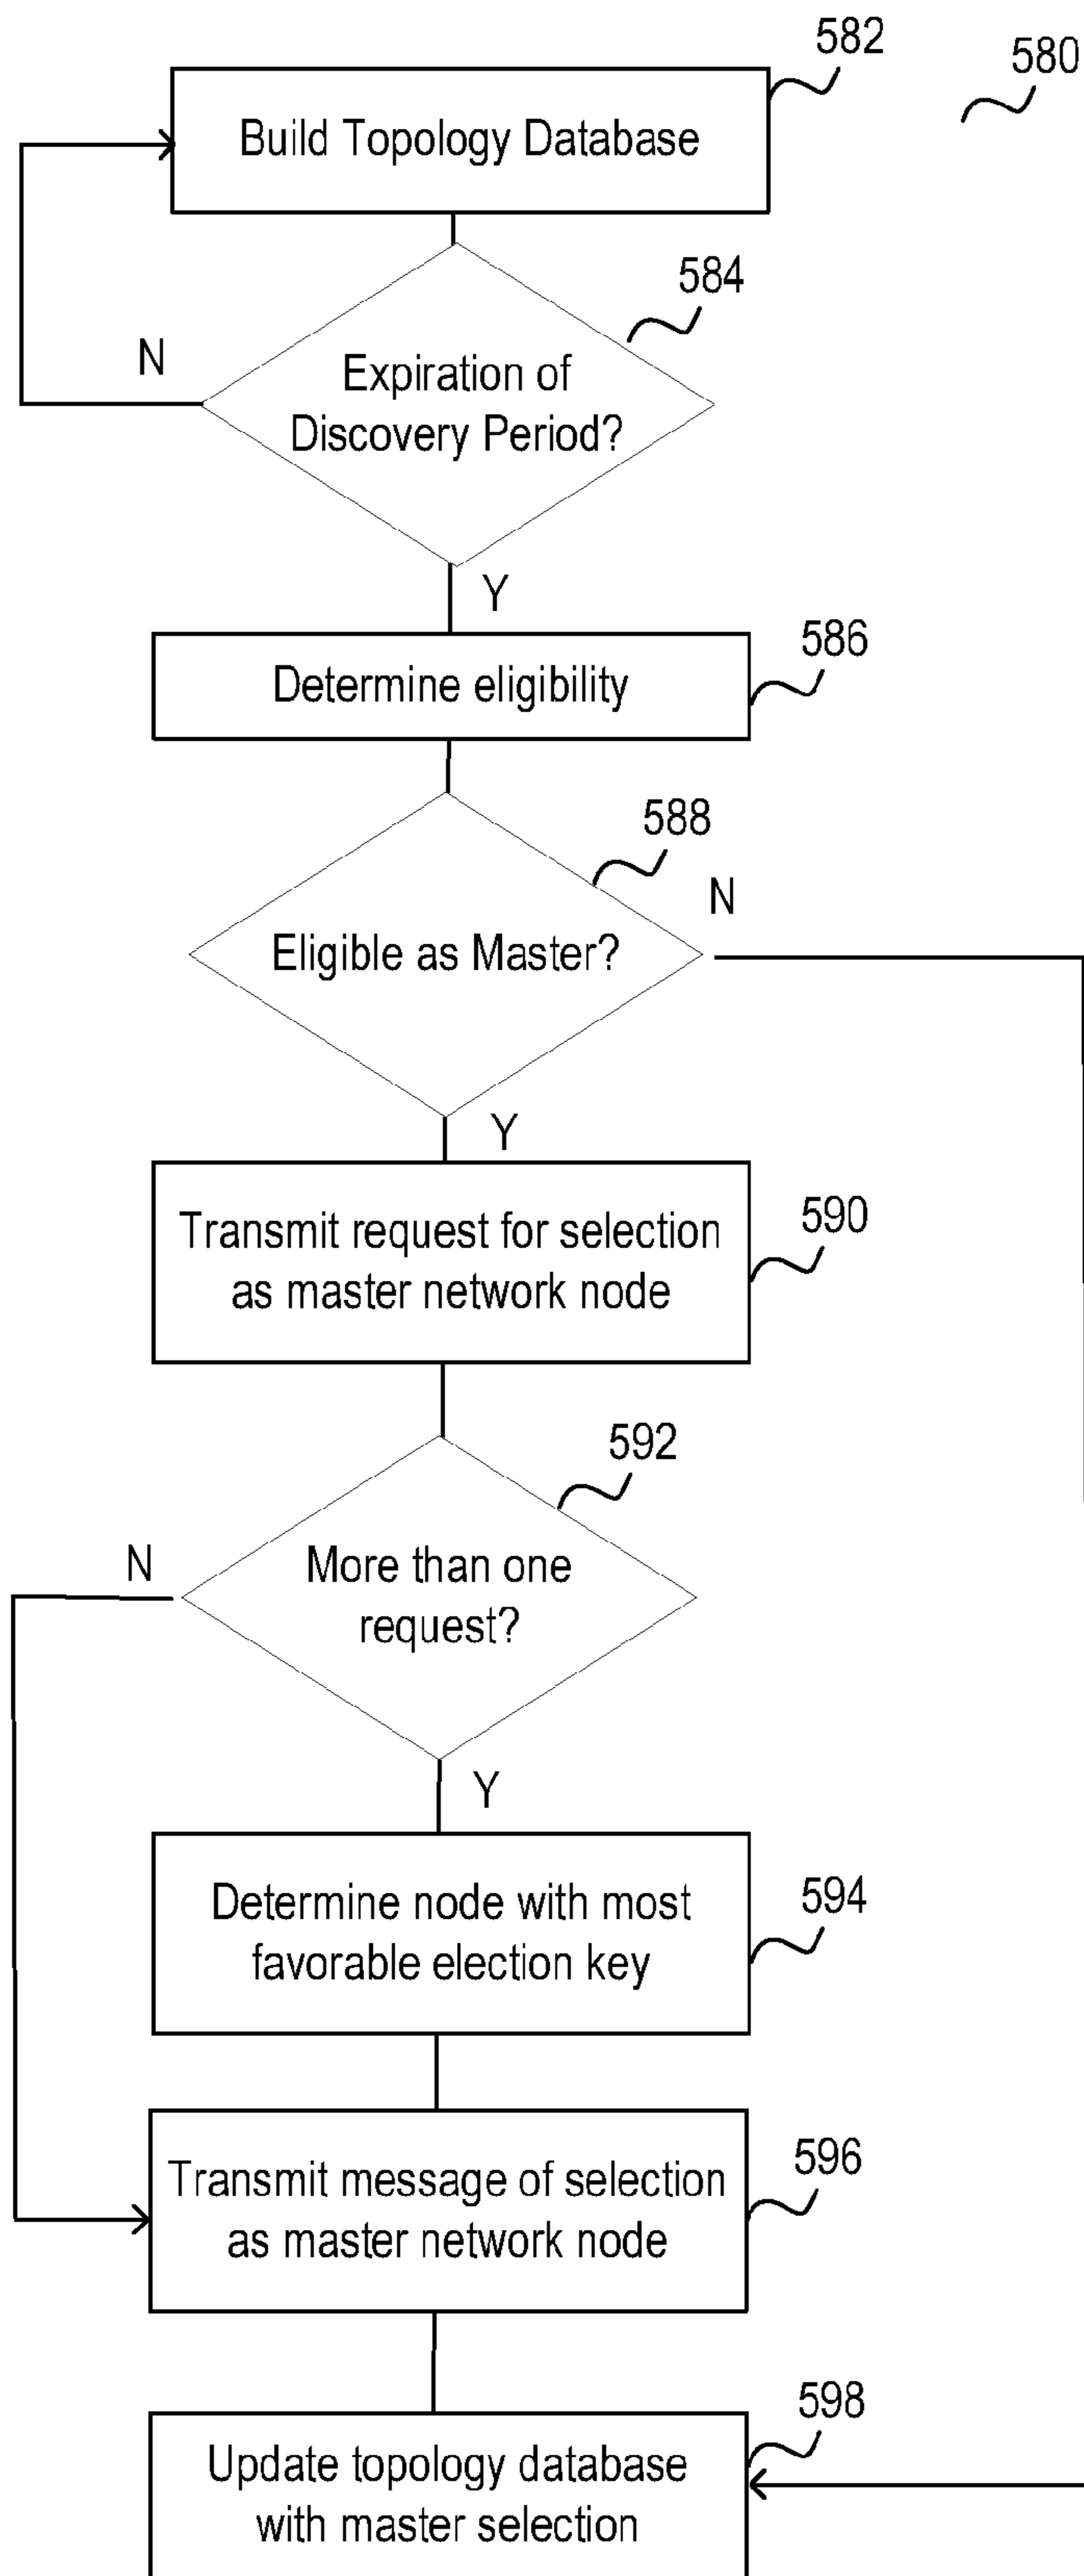 582
580
Build Topology Database
584
N
Expiration of
Discovery Period?
Y
586
Determine eligibility
588
N
Eligible as Master?
Y
590
Transmit request for selection
as master network node
592
N
More than one
request?
Y
594
Determine node with most
favorable election key
596
Transmit message of selection
as master network node
598
Update topology database
with master selection